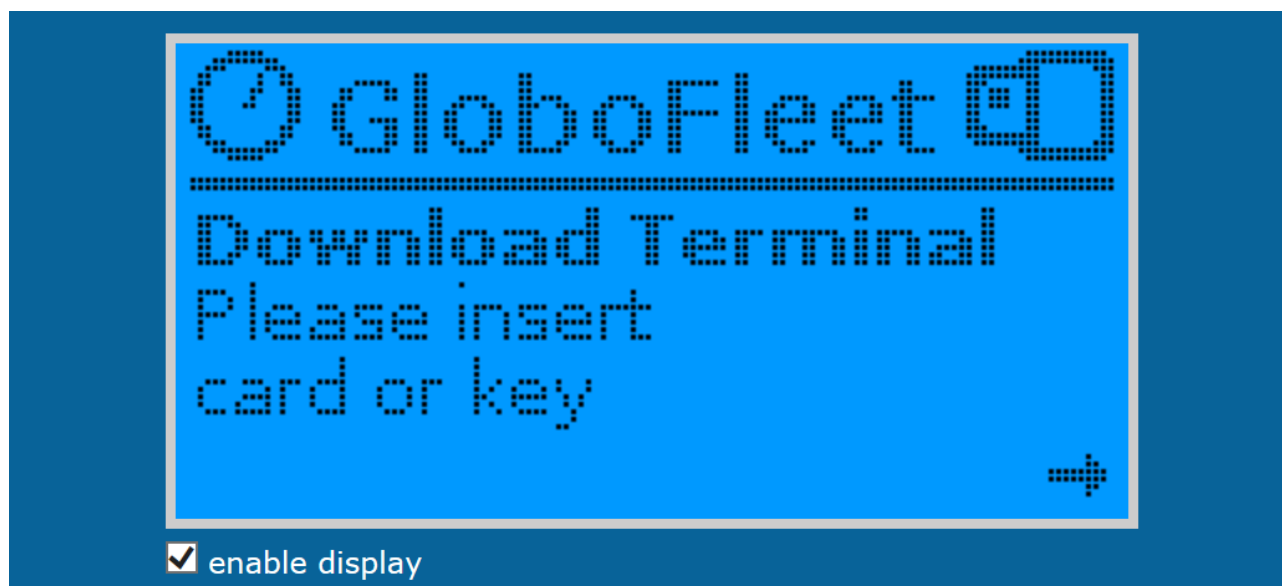 GloboFleet
Download Terminal
Please insert
card or key
enable display